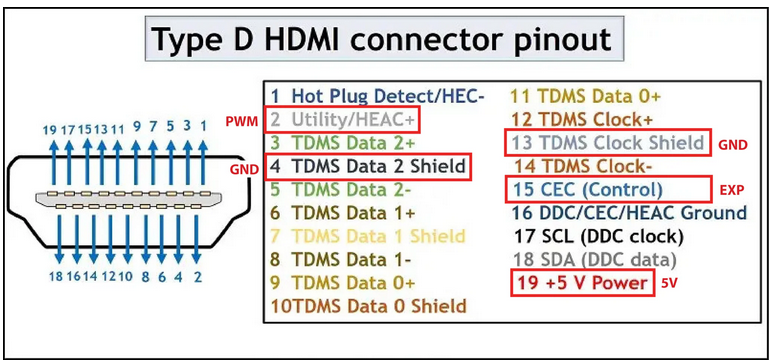 Type D HDMI connector pinout
19 17 15 13 11 9 7 5 3 1
18 16 14 12 10 8 6 4 2
1 Hot Plug Detect/HEC-
PWM 2 Utility/HEAC+
3 TDMS Data 2+
GND 4 TDMS Data 2 Shield
5 TDMS Data 2-
6 TDMS Data 1+
7 TDMS Data 1 Shield
8 TDMS Data 1-
9 TDMS Data 0+
10TDMS Data 0 Shield
11 TDMS Data 0+
12 TDMS Clock+
13 TDMS Clock Shield GND
14 TDMS Clock-
15 CEC (Control) EXP
16 DDC/CEC/HEAC Ground
17 SCL (DDC clock)
18 SDA (DDC data)
19 +5 V Power 5V